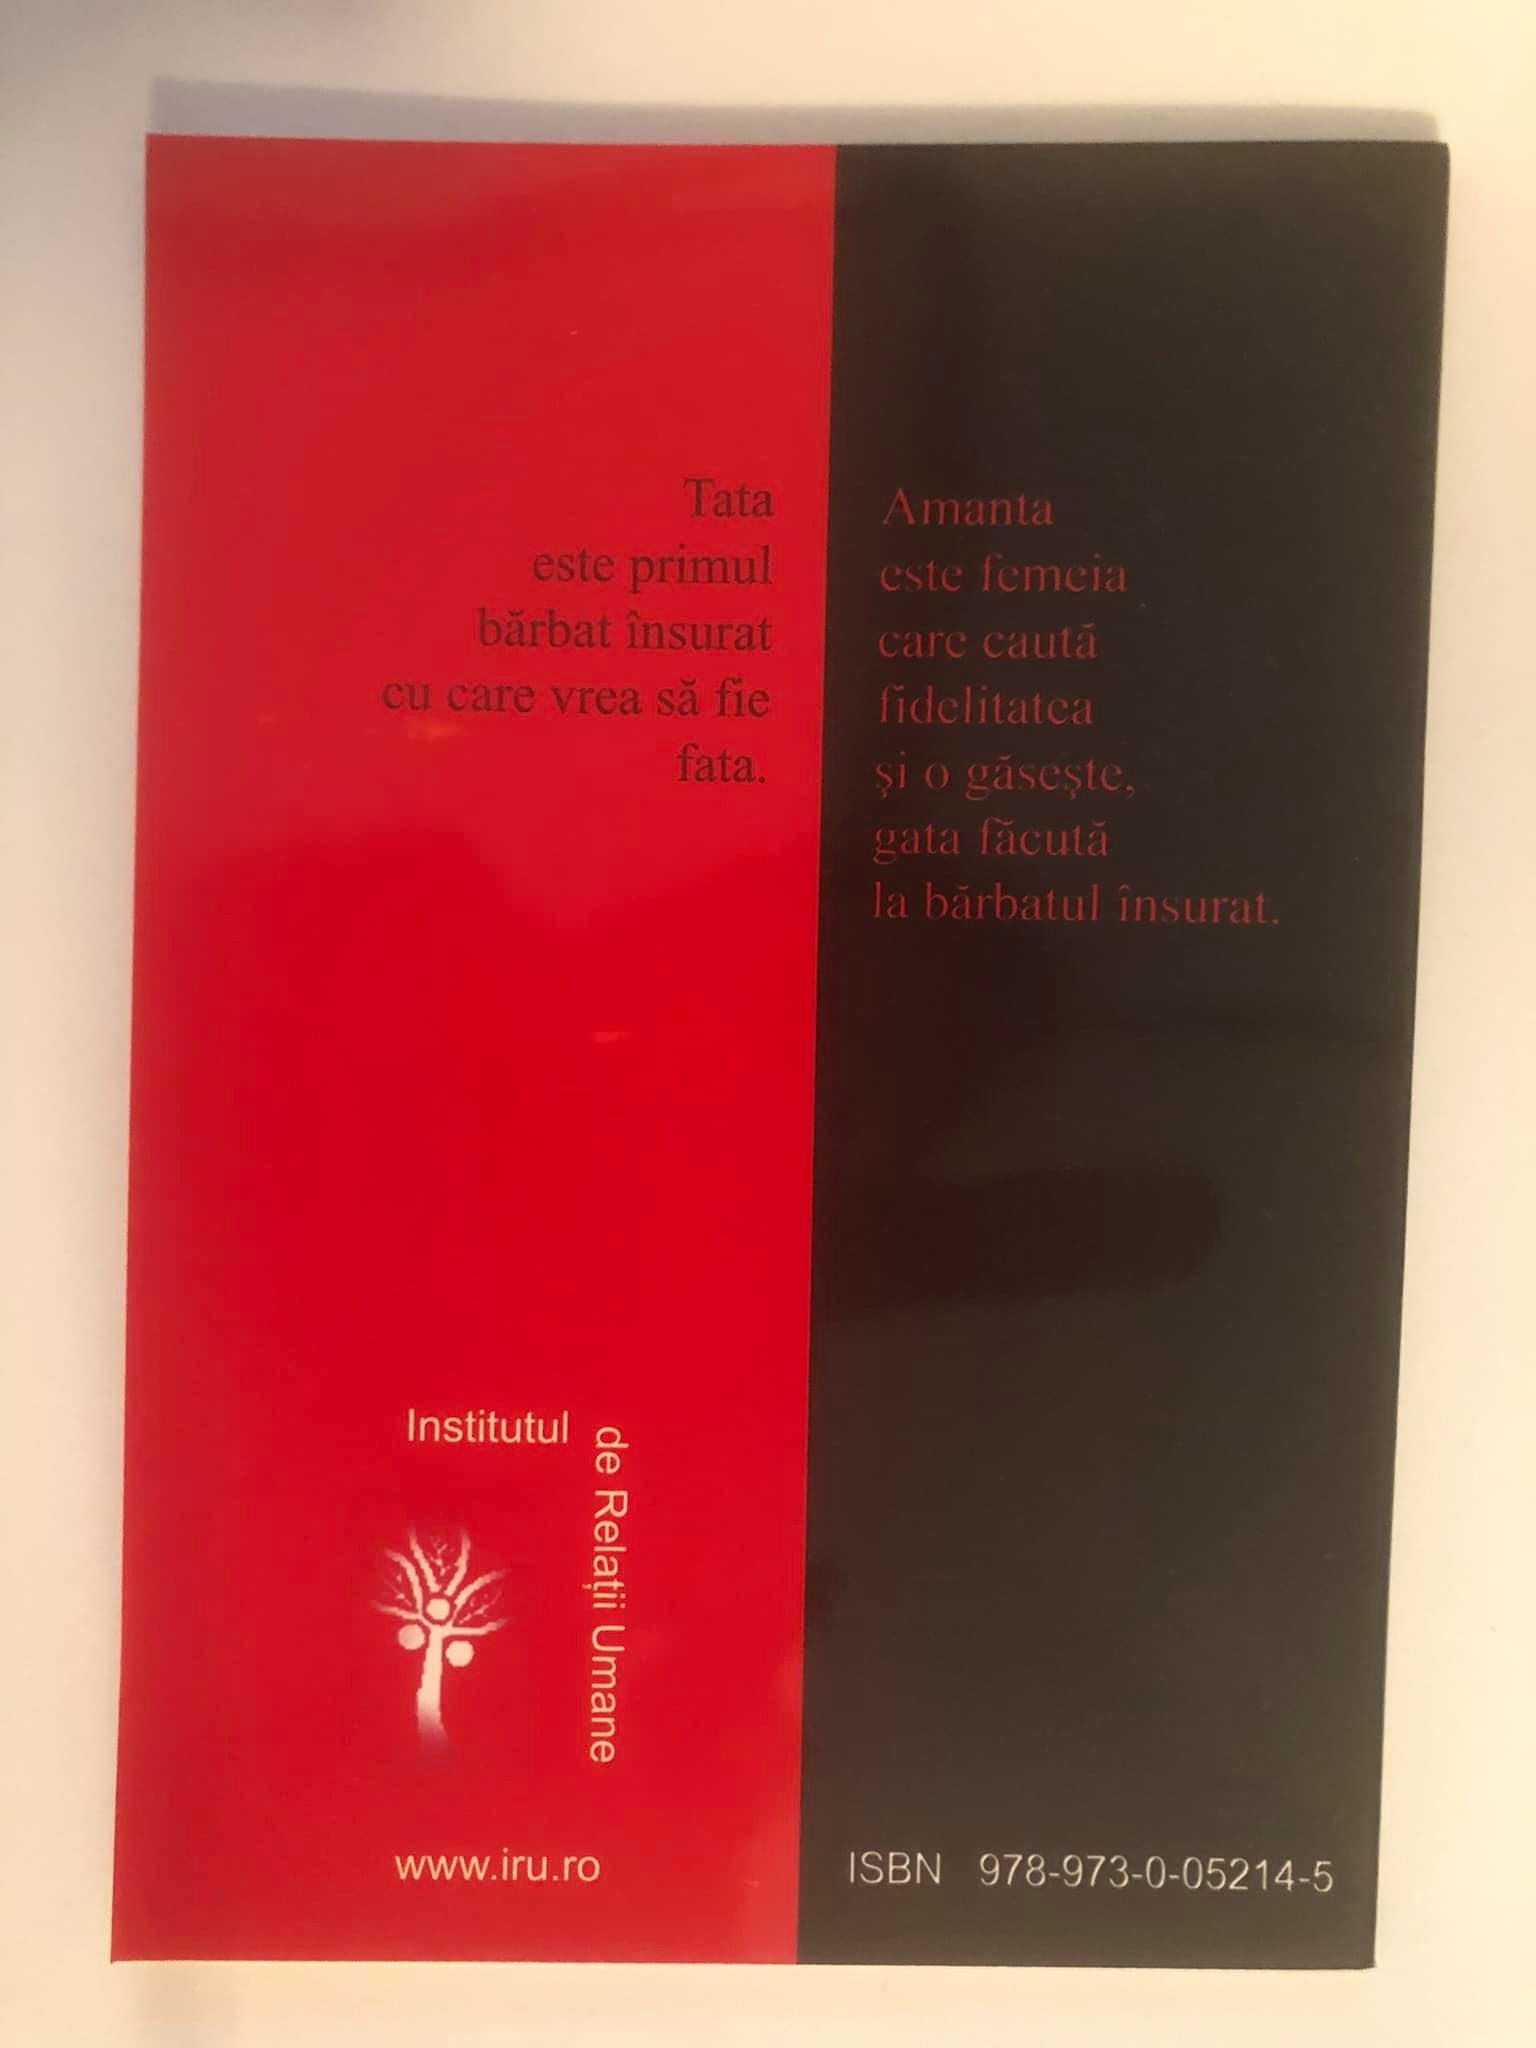 Tata
este primul
bărbat însurat
cu care vrea să fie
fata.
Amanta
este femeia
care caută
fidelitatea
şi o găseşte,
gata făcută
la bărbatul însurat.
Institutul
de Relații Umane
www.iru.ro
ISBN 978-973-0-05214-5